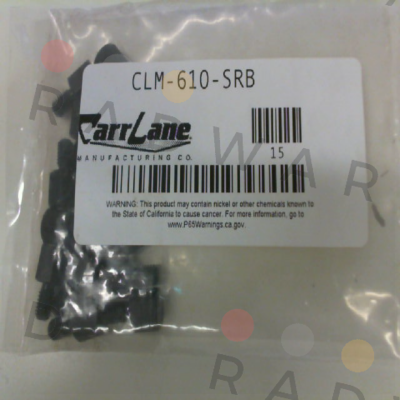 CLM-610-SRB
CarrLane
MANUFACTURING CO.
15
WARNING: This product may contain nickel or other chemicals known to
the State of California to cause cancer. For more information, go to
www.P65Warnings.ca.gov.